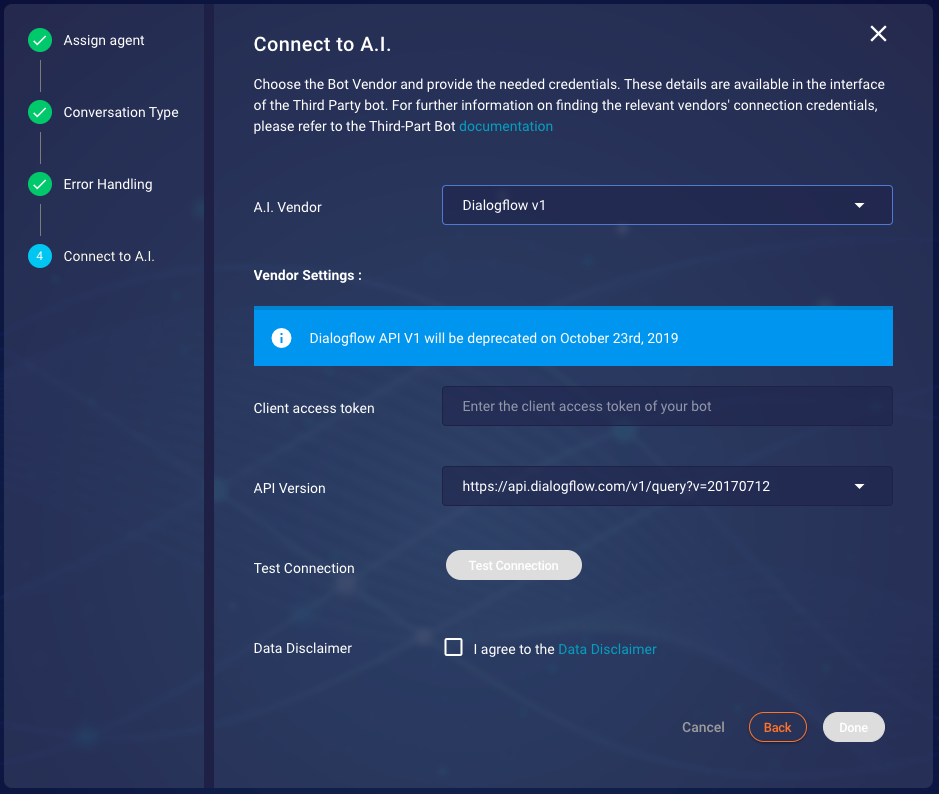 Assign agent
Conversation Type
Error Handling
4 Connect to A.I.
Connect to A.I.
Choose the Bot Vendor and provide the needed credentials. These details are available in the interface
of the Third Party bot. For further information on finding the relevant vendors' connection credentials,
please refer to the Third-Part Bot documentation
A.I. Vendor
Dialogflow v1
Vendor Settings :
Dialogflow API V1 will be deprecated on October 23rd, 2019
Client access token
Enter the client access token of your bot
API Version
https://api.dialogflow.com/v1/query?v=20170712
Test Connection
Test Connection
Data Disclaimer
I agree to the Data Disclaimer
Cancel
Back
Done